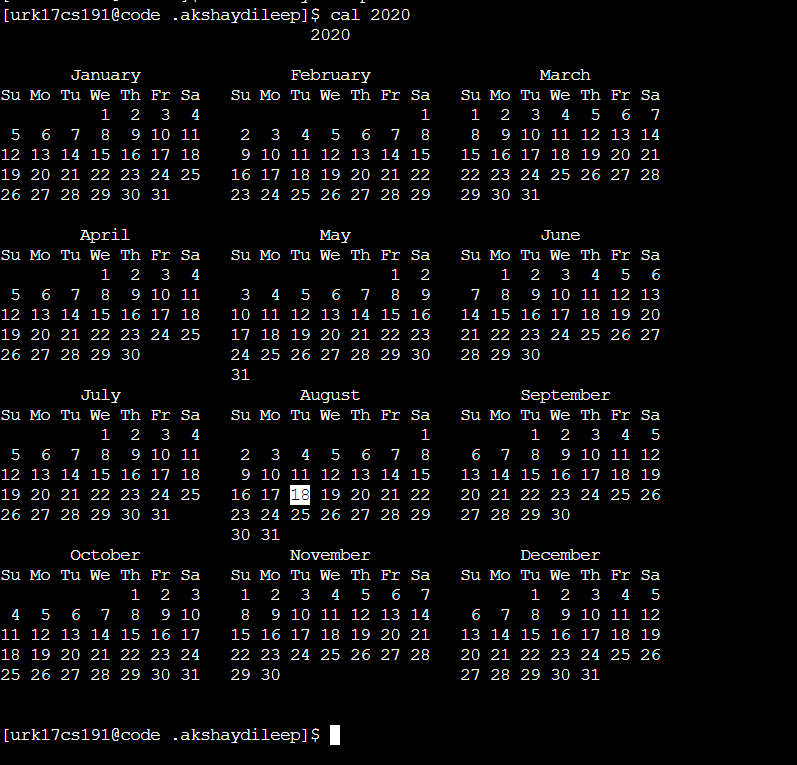 [urk17cs191@code .akshaydileep]$ cal 2020
                               2020

       January               February                 March
Su Mo Tu We Th Fr Sa   Su Mo Tu We Th Fr Sa   Su Mo Tu We Th Fr Sa
          1  2  3  4                      1    1  2  3  4  5  6  7
 5  6  7  8  9 10 11    2  3  4  5  6  7  8    8  9 10 11 12 13 14
12 13 14 15 16 17 18    9 10 11 12 13 14 15   15 16 17 18 19 20 21
19 20 21 22 23 24 25   16 17 18 19 20 21 22   22 23 24 25 26 27 28
26 27 28 29 30 31      23 24 25 26 27 28 29   29 30 31

        April                   May                   June
Su Mo Tu We Th Fr Sa   Su Mo Tu We Th Fr Sa   Su Mo Tu We Th Fr Sa
          1  2  3  4                   1  2       1  2  3  4  5  6
 5  6  7  8  9 10 11    3  4  5  6  7  8  9    7  8  9 10 11 12 13
12 13 14 15 16 17 18   10 11 12 13 14 15 16   14 15 16 17 18 19 20
19 20 21 22 23 24 25   17 18 19 20 21 22 23   21 22 23 24 25 26 27
26 27 28 29 30         24 25 26 27 28 29 30   28 29 30
                       31
        July                  August                September
Su Mo Tu We Th Fr Sa   Su Mo Tu We Th Fr Sa   Su Mo Tu We Th Fr Sa
          1  2  3  4                      1          1  2  3  4  5
 5  6  7  8  9 10 11    2  3  4  5  6  7  8    6  7  8  9 10 11 12
12 13 14 15 16 17 18    9 10 11 12 13 14 15   13 14 15 16 17 18 19
19 20 21 22 23 24 25   16 17 18 19 20 21 22   20 21 22 23 24 25 26
26 27 28 29 30 31      23 24 25 26 27 28 29   27 28 29 30
                       30 31
       October               November               December
Su Mo Tu We Th Fr Sa   Su Mo Tu We Th Fr Sa   Su Mo Tu We Th Fr Sa
             1  2  3    1  2  3  4  5  6  7          1  2  3  4  5
 4  5  6  7  8  9 10    8  9 10 11 12 13 14    6  7  8  9 10 11 12
11 12 13 14 15 16 17   15 16 17 18 19 20 21   13 14 15 16 17 18 19
18 19 20 21 22 23 24   22 23 24 25 26 27 28   20 21 22 23 24 25 26
25 26 27 28 29 30 31   29 30                  27 28 29 30 31

[urk17cs191@code .akshaydileep]$